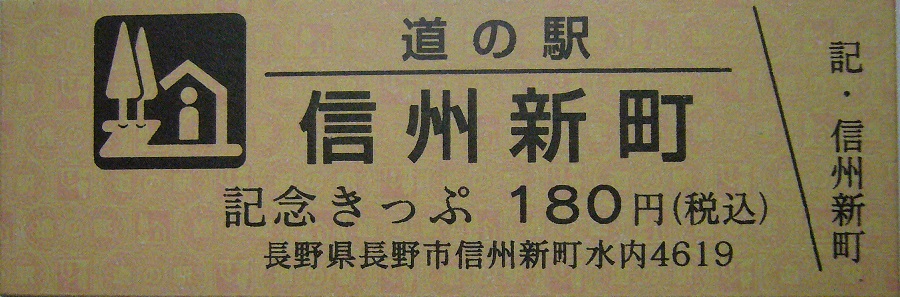 道の駅
信州新町
記念きっぷ 180円(税込)
長野県長野市信州新町水内4619
記・信州新町